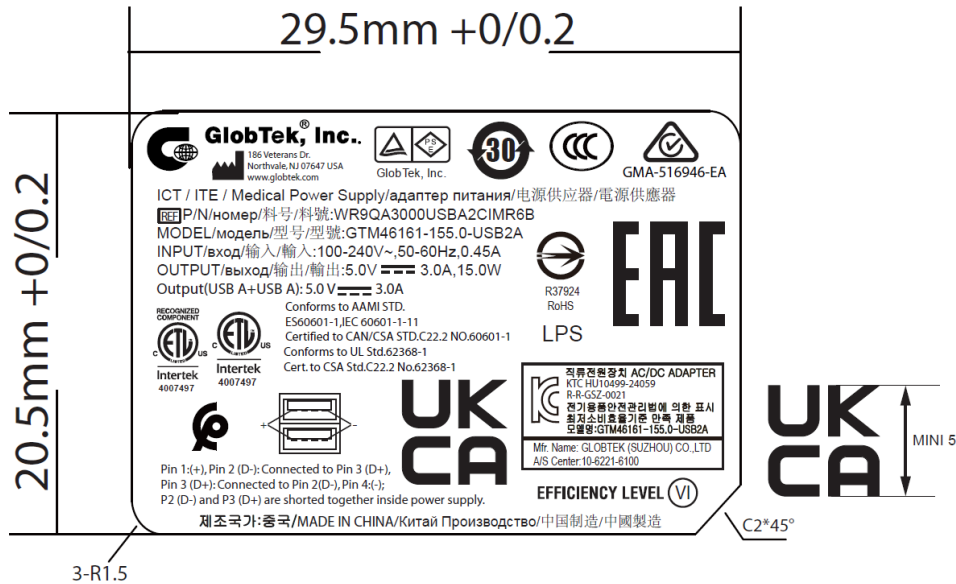 29.5mm +0/0.2
20.5mm +0/0.2
GlobTek®, Inc.
186 Veterans Dr.
Northvale, NJ 07647 USA
www.globtek.com
PS
E
GlobTek, Inc.
30
CCC
GMA-516946-EA
ICT / ITE / Medical Power Supply/адаптер питания/电源供应器/電源供應器
REF P/N/номер/料号/料號:WR9QA3000USBA2CIMR6B
MODEL/модель/型号/型號:GTM46161-155.0-USB2A
INPUT/вход/输入/輸入:100-240V~,50-60Hz,0.45A
OUTPUT/выход/输出/輸出:5.0V 3.0A,15.0W
Output(USB A+USB A): 5.0 V 3.0A
R37924
RoHS
LPS
EAC
RECOGNIZED
COMPONENT
C ETL US
Intertek
4007497
C ETL US
Intertek
4007497
Conforms to AAMI STD.
ES60601-1,IEC 60601-1-11
Certified to CAN/CSA STD.C22.2 NO.60601-1
Conforms to UL Std.62368-1
Cert. to CSA Std.C22.2 No.62368-1
+ -
UK
CA
직류전원장치 AC/DC ADAPTER
KTC HU10499-24059
R-R-GSZ-0021
전기용품안전관리법에 의한 표시
최저소비효율기준 만족 제품
모델명:GTM46161-155.0-USB2A
Mfr. Name: GLOBTEK (SUZHOU) CO.,LTD
A/S Center:10-6221-6100
UK
CA
MINI 5
Pin 1:(+), Pin 2 (D-): Connected to Pin 3 (D+),
Pin 3 (D+): Connected to Pin 2(D-), Pin 4:(-);
P2 (D-) and P3 (D+) are shorted together inside power supply.
EFFICIENCY LEVEL VI
제조국가:중국/MADE IN CHINA/Китай Производство/中国制造/中國製造
C2*45°
3-R1.5